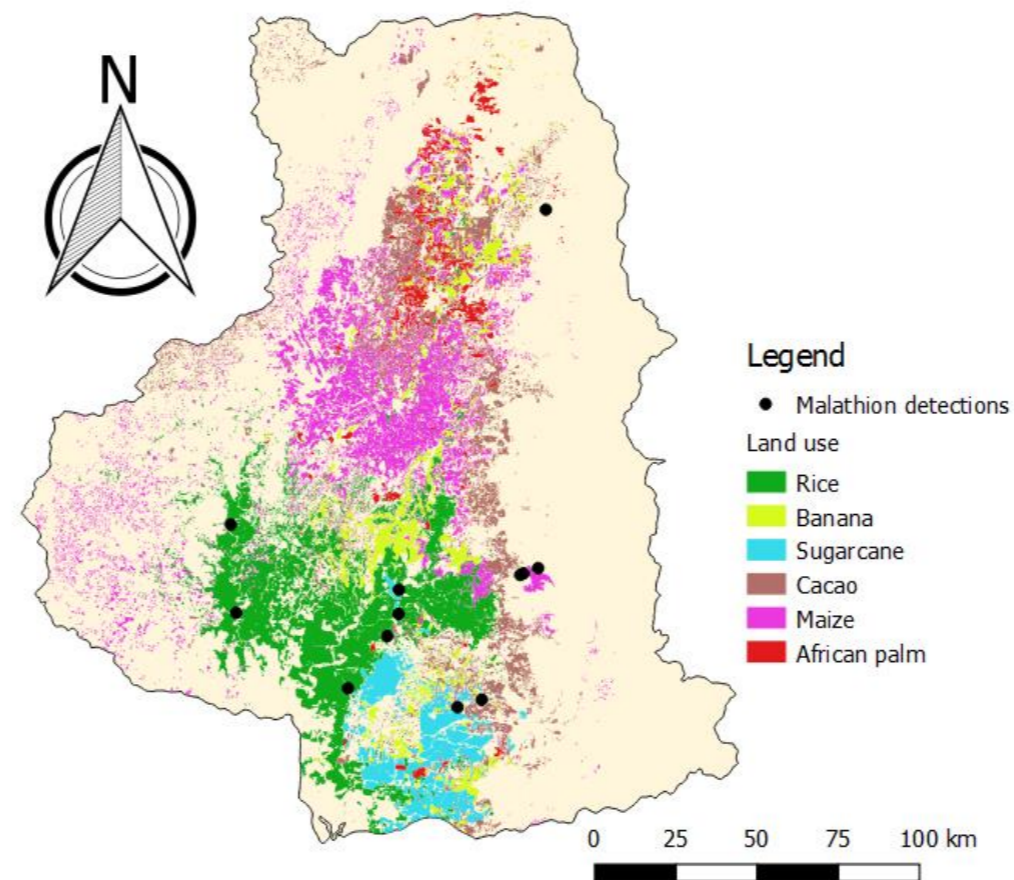 N
Legend
Malathion detections
Land use
Rice
Banana
Sugarcane
Cacao
Maize
African palm
0 25 50 75 100 km